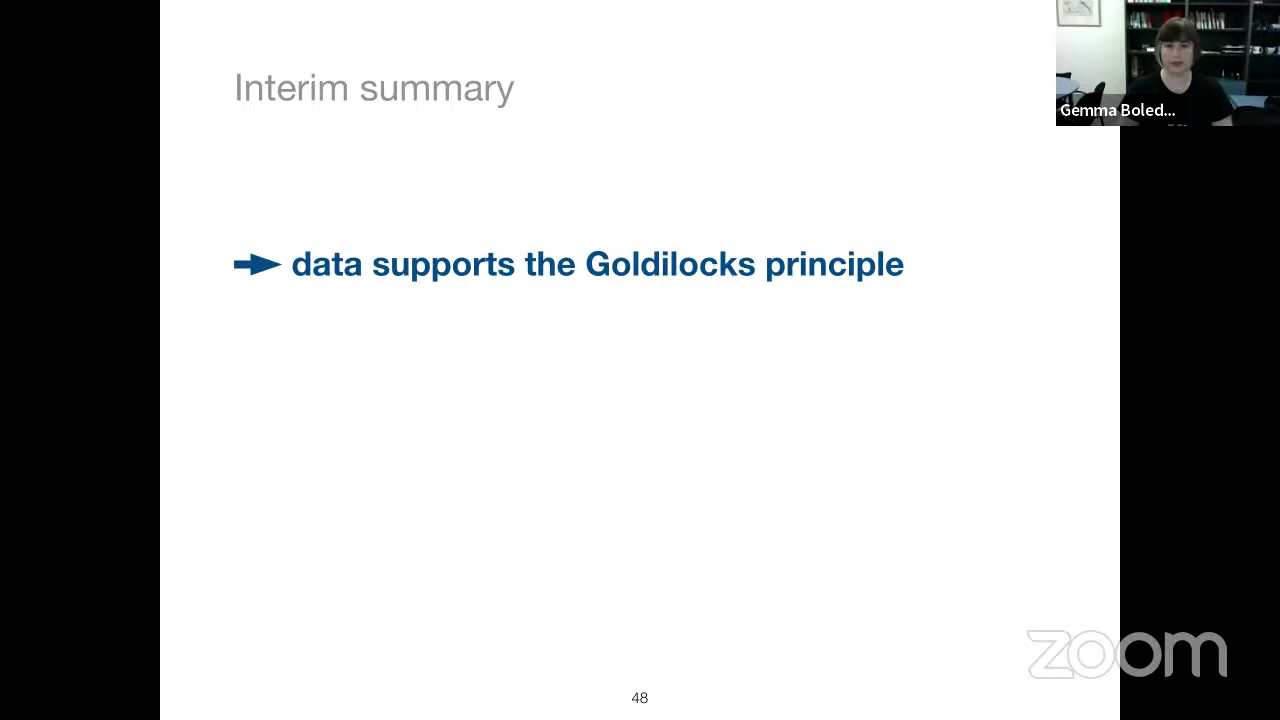 Interim summary
Gemma Boled...
data supports the Goldilocks principle
zoom
48